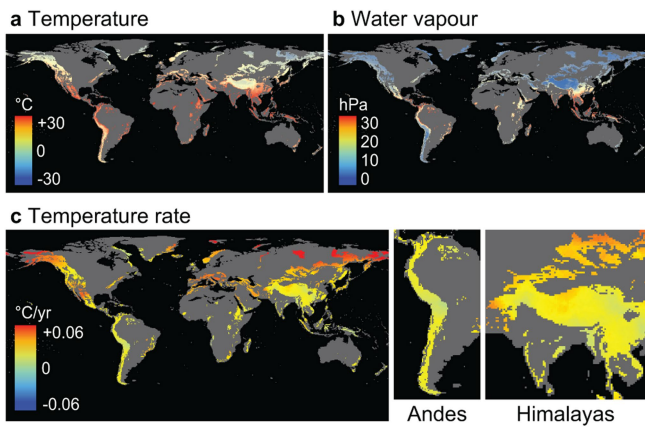 a Temperature
°C
+30
0
-30
b Water vapour
hPa
30
20
10
0
c Temperature rate
°C/yr
+0.06
0
-0.06
Andes
Himalayas